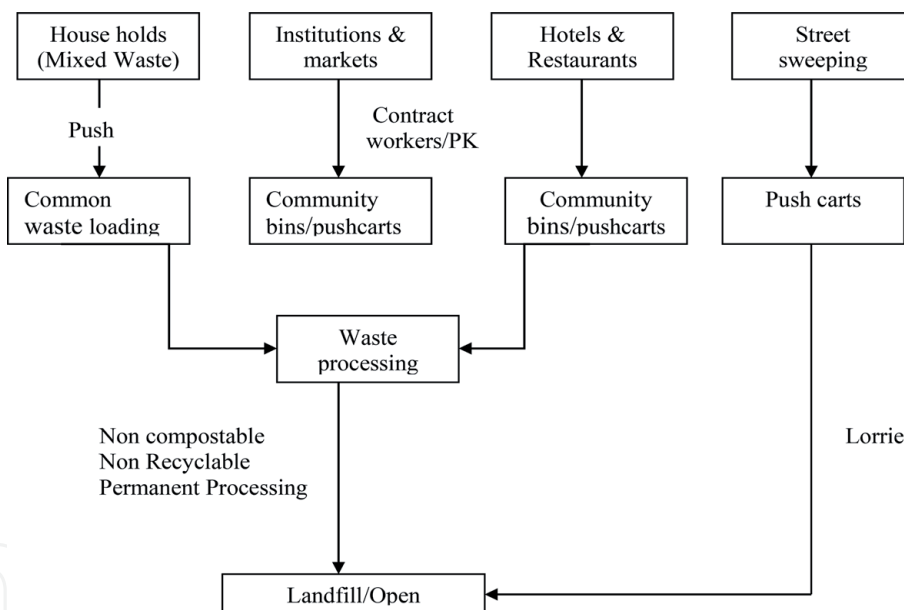 House holds
(Mixed Waste)
Institutions &
markets
Hotels &
Restaurants
Street
sweeping
Push
Contract
workers/PK
Common
waste loading
Community
bins/pushcarts
Community
bins/pushcarts
Push carts
Waste
processing
Non compostable
Non Recyclable
Permanent Processing
Lorrie
Landfill/Open